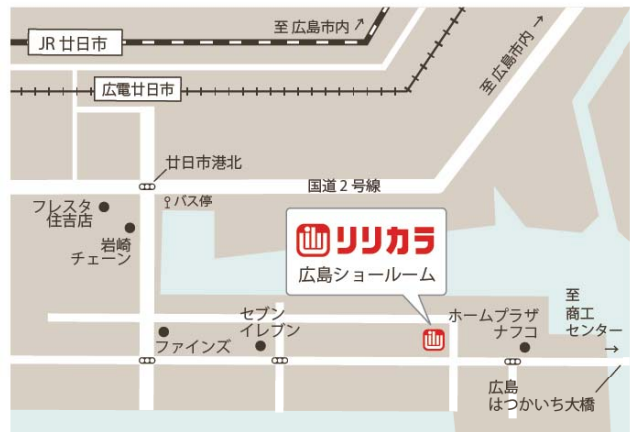 至 広島市内
JR 廿日市
至 広島市内
広電廿日市
廿日市港北
国道2号線
フレスタ
住吉店
バス停
岩崎
チェーン
リリカラ
広島ショールーム
セブン
イレブン
ホームプラザ
ナフコ
至
商工
センター
ファインズ
広島
はつかいち大橋